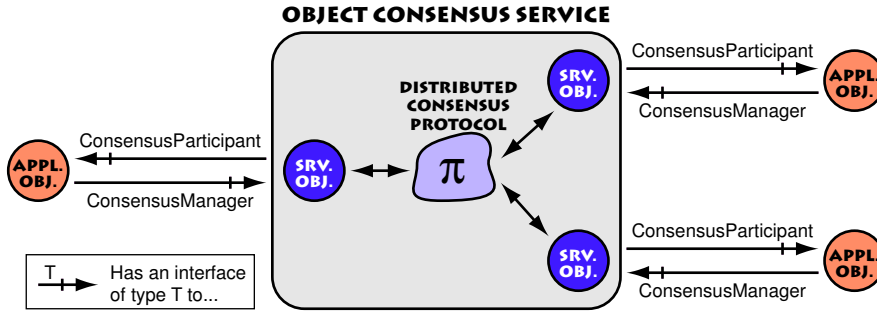 OBJECT CONSENSUS SERVICE
ConsensusParticipant
SRV.
OBJ.
APPL.
OBJ.
ConsensusManager
DISTRIBUTED
CONSENSUS
PROTOCOL
ConsensusParticipant
APPL.
OBJ.
SRV.
OBJ.
π
ConsensusManager
ConsensusParticipant
SRV.
OBJ.
APPL.
OBJ.
ConsensusManager
T
Has an interface
of type T to...